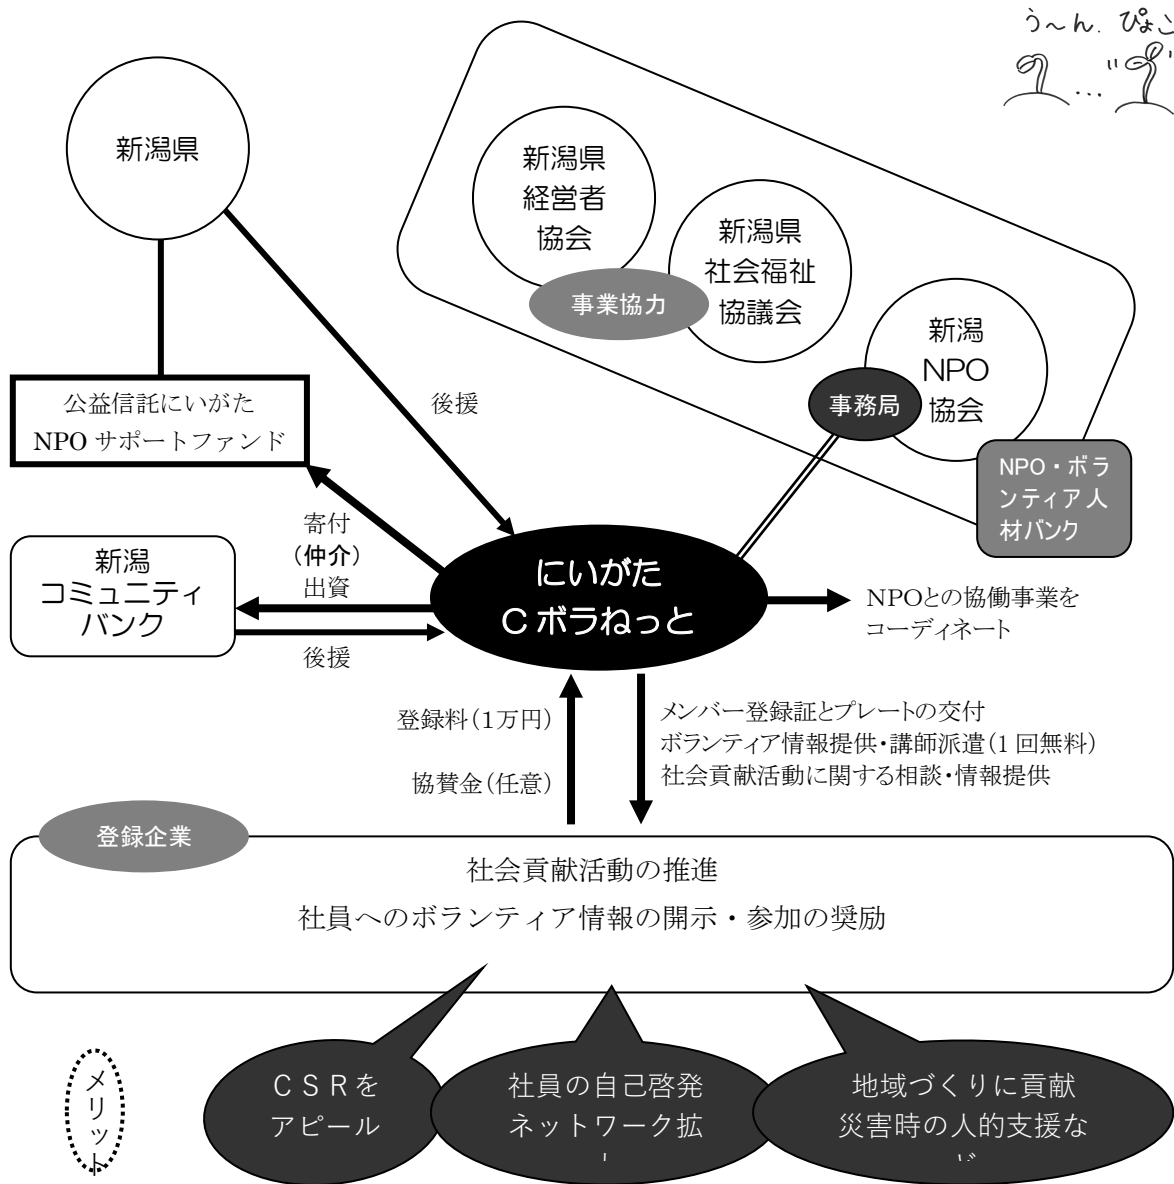 う～ん. ぴょこ
新潟県
新潟県
経営者
協会
新潟県
社会福祉
協議会
事業協力
新潟
NPO
協会
事務局
NPO・ボラ
ンティア人
材バンク
公益信託にいがた
NPO サポートファンド
後援
寄付
(仲介)
出資
新潟
コミュニティ
バンク
後援
にいがた
C ボラねっと
NPOとの協働事業を
コーディネート
登録料(1万円)
協賛金(任意)
メンバー登録証とプレートの交付
ボランティア情報提供・講師派遣(1 回無料)
社会貢献活動に関する相談・情報提供
登録企業
社会貢献活動の推進
社員へのボランティア情報の開示・参加の奨励
メリット
CSRを
アピール
社員の自己啓発
ネットワーク拡
地域づくりに貢献
災害時の人的支援な